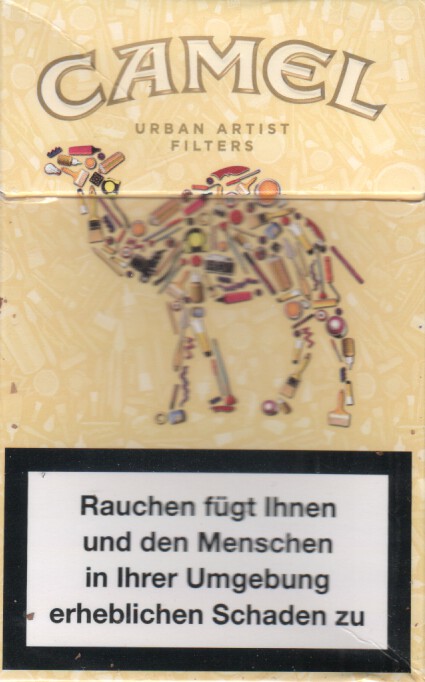 CAMEL
URBAN ARTIST
FILTERS
Rauchen fügt Ihnen
und den Menschen
in Ihrer Umgebung
erheblichen Schaden zu